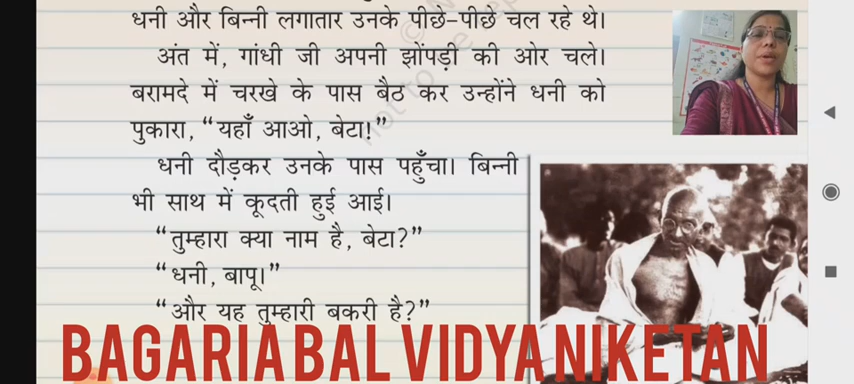 धनी और बिन्नी लगातार उनके पीछे-पीछे चल रहे थे।
अंत में, गांधी जी अपनी झोंपड़ी की ओर चले।
बरामदे में चरखे के पास बैठ कर उन्होंने धनी को
पुकारा, “यहाँ आओ, बेटा!”
धनी दौड़कर उनके पास पहुँचा। बिन्नी
भी साथ में कूदती हुई आई।
“तुम्हारा क्या नाम है, बेटा?”
“धनी, बापू।”
“और यह तुम्हारी बकरी है?”
BAGARIA BAL VIDYA NIKETAN